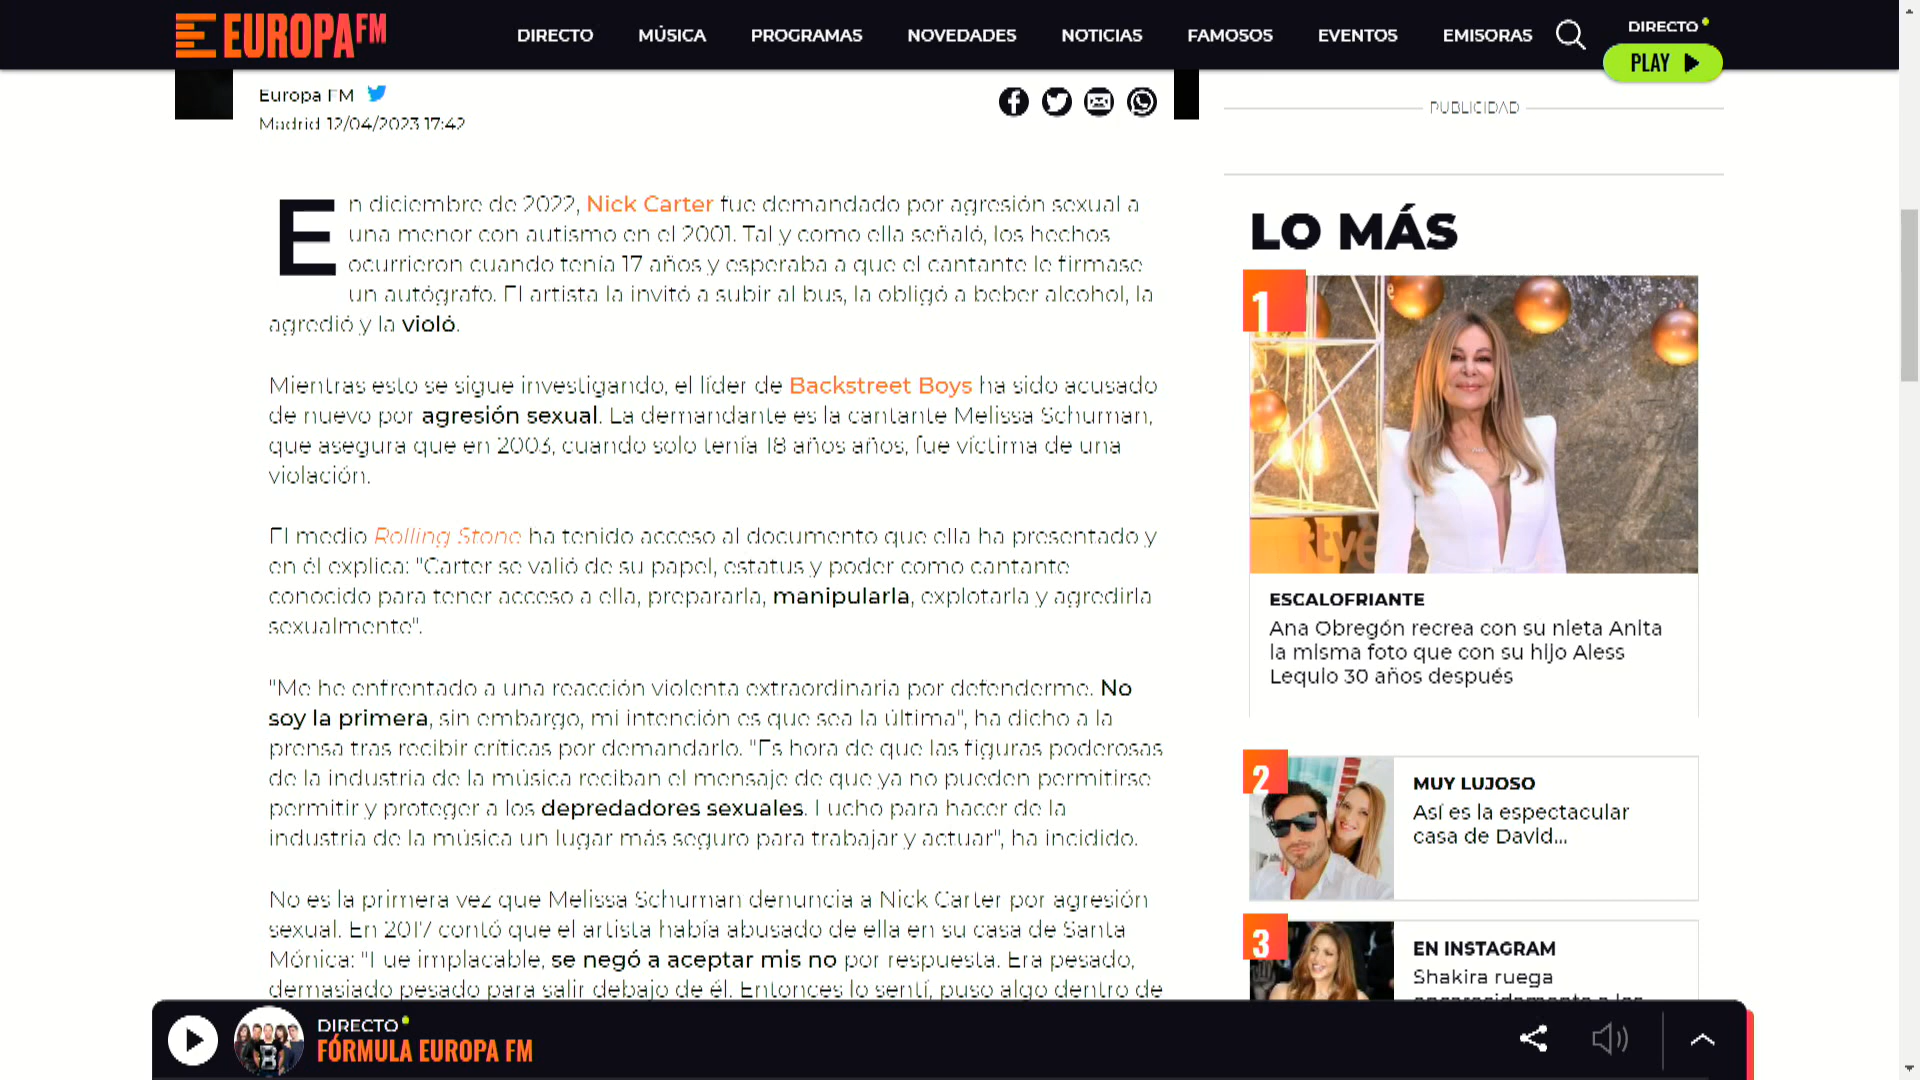 EUROPA FM
DIRECTO MÚSICA PROGRAMAS NOVEDADES NOTICIAS FAMOSOS EVENTOS EMISORAS
DIRECTO
PLAY
Europa FM
Madrid 12/04/2023 17:42
En diciembre de 2022, Nick Carter fue demandado por agresión sexual a
una menor con autismo en el 2001. Tal y como ella señaló, los hechos
ocurrieron cuando tenía 17 años y esperaba a que el cantante le firmase
un autógrafo. El artista la invitó a subir al bus, la obligó a beber alcohol, la
agredió y la violó.
Mientras esto se sigue investigando, el líder de Backstreet Boys ha sido acusado
de nuevo por agresión sexual. La demandante es la cantante Melissa Schuman,
que asegura que en 2003, cuando solo tenía 18 años años, fue víctima de una
violación.
El medio Rolling Stone ha tenido acceso al documento que ella ha presentado y
en él explica: "Carter se valió de su papel, estatus y poder como cantante
conocido para tener acceso a ella, prepararla, manipularla, explotarla y agredirla
sexualmente".
"Me he enfrentado a una reacción violenta extraordinaria por defenderme. No
soy la primera, sin embargo, mi intención es que sea la última", ha dicho a la
prensa tras recibir críticas por demandarlo. "Es hora de que las figuras poderosas
de la industria de la música reciban el mensaje de que ya no pueden permitirse
permitir y proteger a los depredadores sexuales. Lucho para hacer de la
industria de la música un lugar más seguro para trabajar y actuar", ha incidido.
No es la primera vez que Melissa Schuman denuncia a Nick Carter por agresión
sexual. En 2017 contó que el artista había abusado de ella en su casa de Santa
Mónica: "Fue implacable, se negó a aceptar mis no por respuesta. Era pesado,
demasiado pesado para salir debajo de él. Entonces lo sentí, puso algo dentro de
PUBLICIDAD
LO MÁS
1
rtve
ESCALOFRIANTE
Ana Obregón recrea con su nieta Anita
la misma foto que con su hijo Aless
Lequio 30 años después
2
MUY LUJOSO
Así es la espectacular
casa de David...
3
EN INSTAGRAM
Shakira ruega
DIRECTO
FÓRMULA EUROPA FM